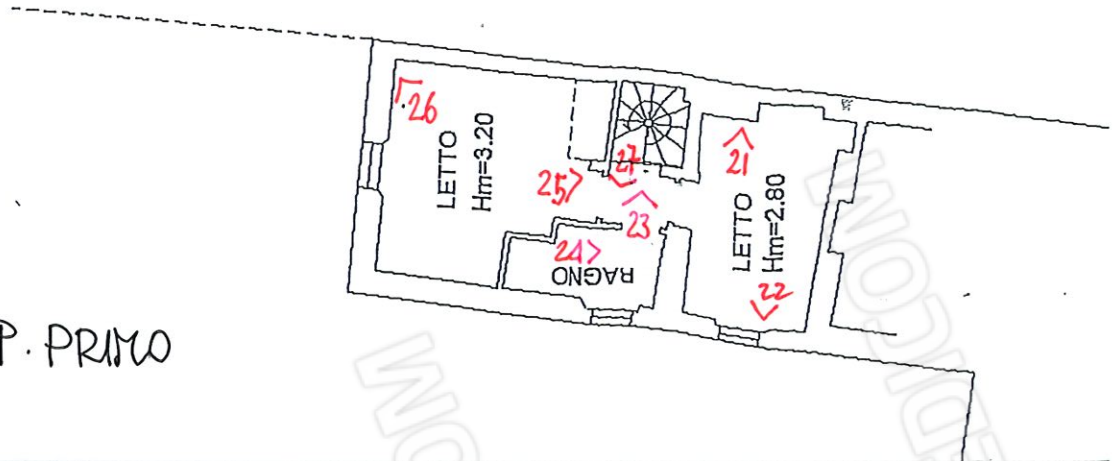 26
LETTO
Hm=3.20
25
27
23
24
BAGNO
21
LETTO
Hm=2.80
22
P. PRIMO